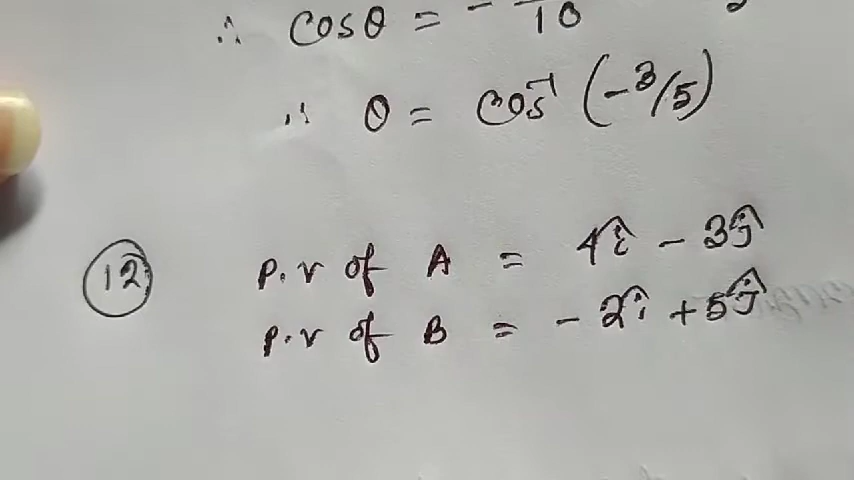 ∴ cosθ = - 10
∴ θ = cos⁻¹ (-3/5)
12 P.v of A = 4î - 3ĵ
P.v of B = -2î + 5ĵ